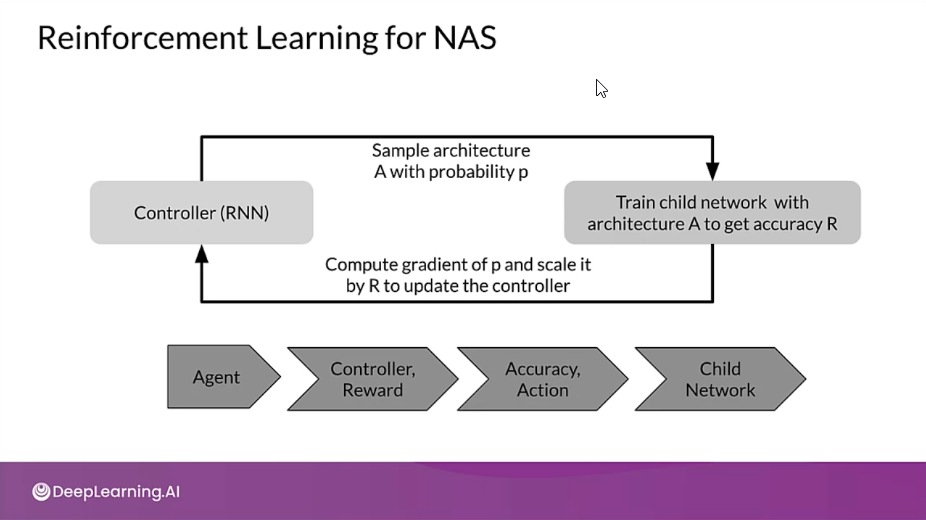 Reinforcement Learning for NAS
Sample architecture
A with probability p
Controller (RNN)
Train child network with
architecture A to get accuracy R
Compute gradient of p and scale it
by R to update the controller
Agent
Controller,
Reward
Accuracy,
Action
Child
Network
DeepLearning.AI